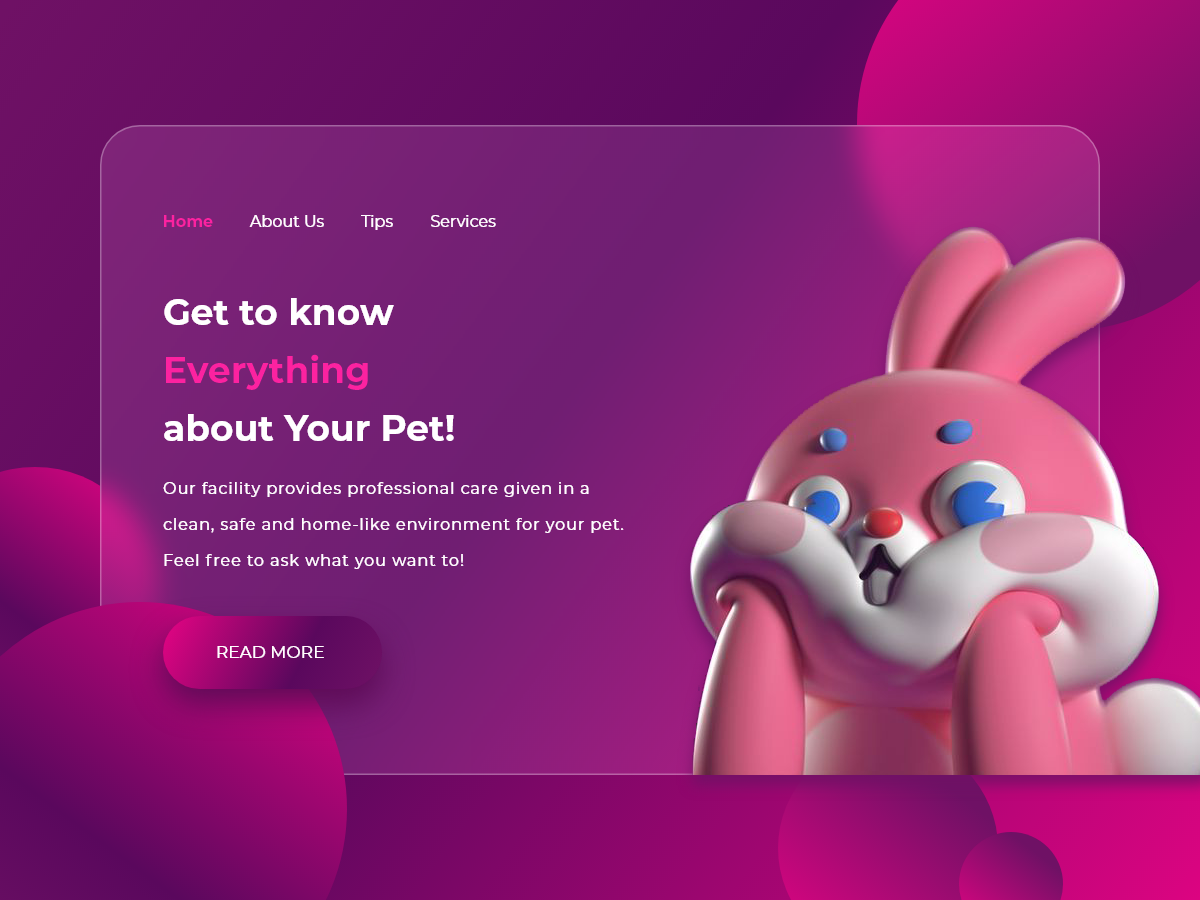 Home About Us Tips Services
Get to know
Everything
about Your Pet!
Our facility provides professional care given in a
clean, safe and home-like environment for your pet.
Feel free to ask what you want to!
READ MORE